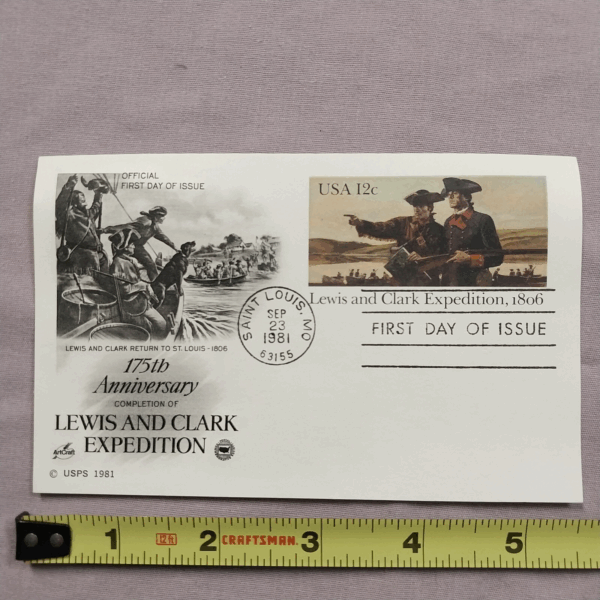 OFFICIAL
FIRST DAY OF ISSUE
USA 12c
Lewis and Clark Expedition, 1806
SAINT LOUIS, MO
SEP
23
1981
63155
FIRST DAY OF ISSUE
LEWIS AND CLARK RETURN TO ST. LOUIS - 1806
175th
Anniversary
COMPLETION OF
LEWIS AND CLARK
EXPEDITION
ArtCraft
© USPS 1981
1 12ft 2 CRAFTSMAN. 3 4 5